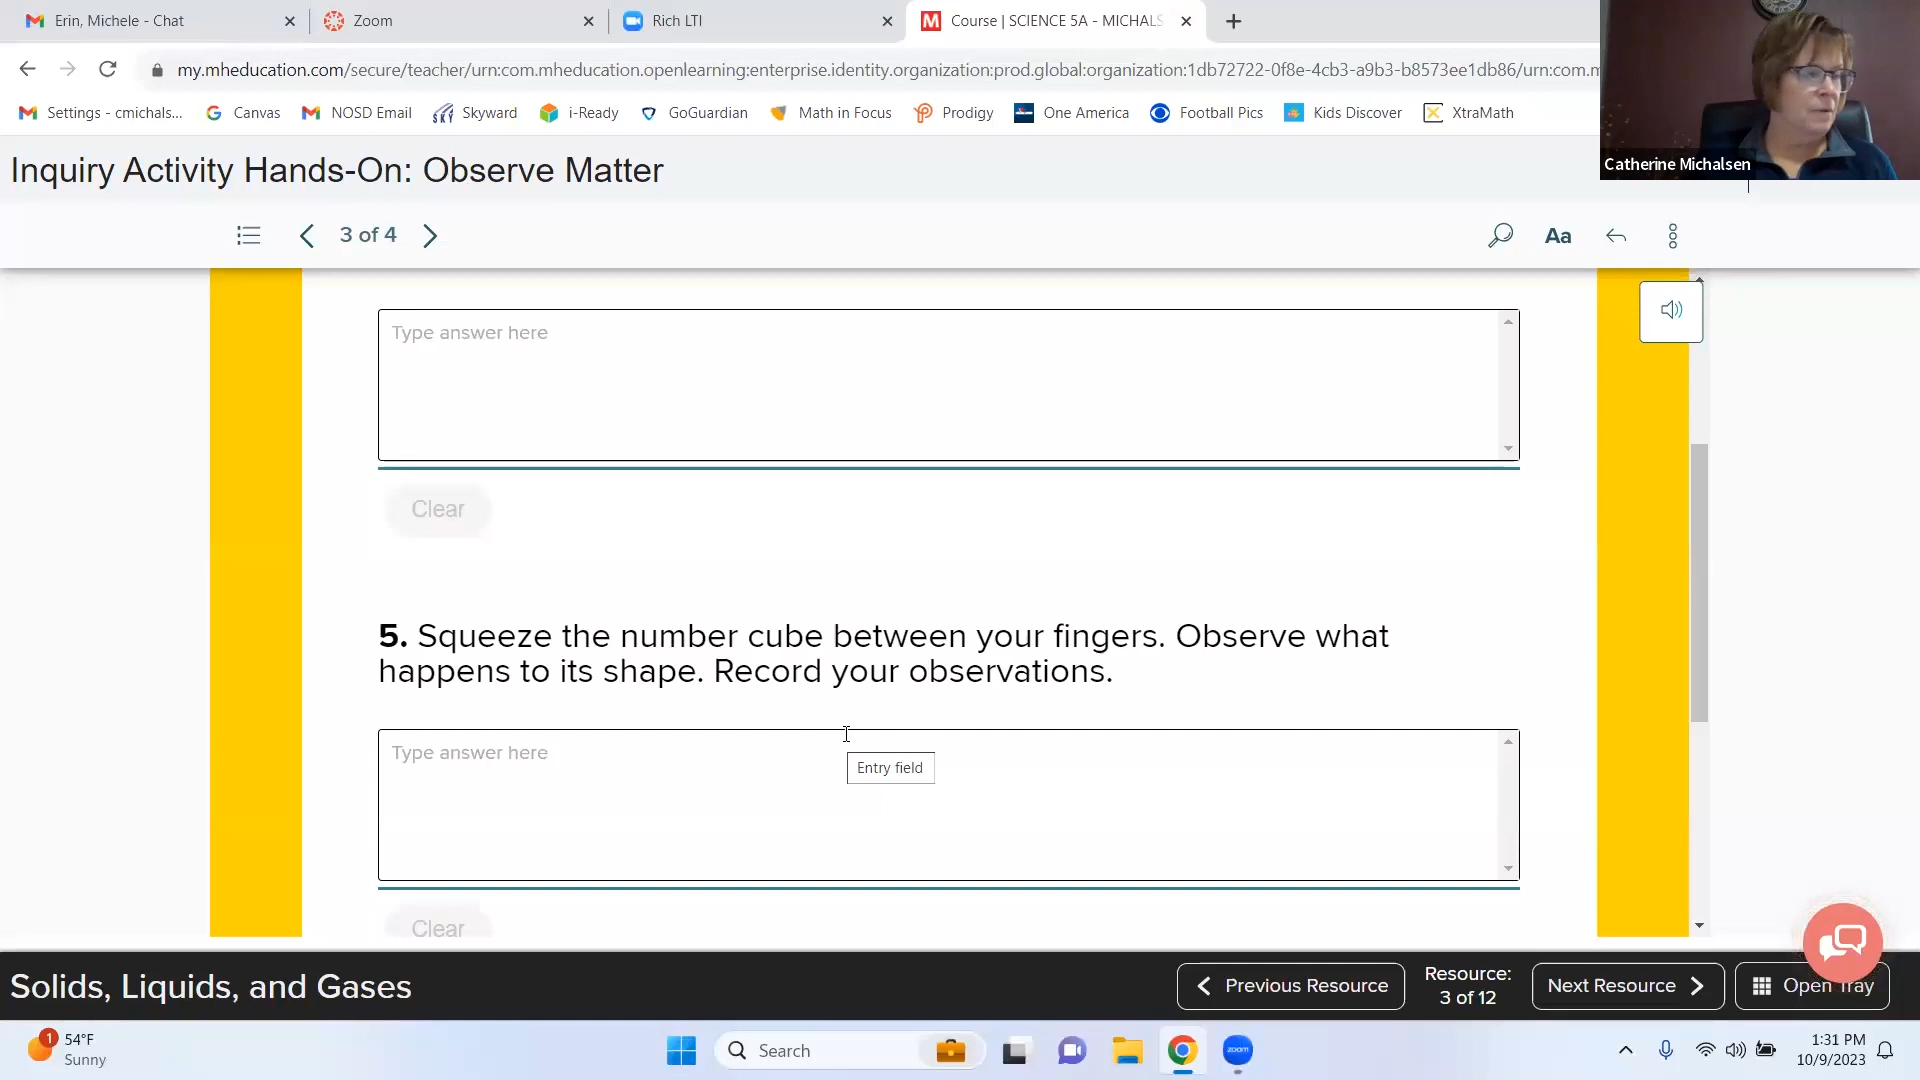 Erin, Michele - Chat
Zoom
Rich LTI
Course | SCIENCE 5A - MICHALS
my.mheducation.com/secure/teacher/urn:com.mheducation.openlearning:enterprise.identity.organization:prod.global:organization:1db72722-0f8e-4cb3-a9b3-b8573ee1db86/urn:com.m
Settings - cmichals...
Canvas
NOSD Email
Skyward
i-Ready
GoGuardian
Math in Focus
Prodigy
One America
Football Pics
Kids Discover
XtraMath
Catherine Michalsen
Inquiry Activity Hands-On: Observe Matter
3 of 4
Aa
Type answer here
Clear
5. Squeeze the number cube between your fingers. Observe what
happens to its shape. Record your observations.
Type answer here
Entry field
Clear
Solids, Liquids, and Gases
Previous Resource
Resource:
3 of 12
Next Resource
Open Tray
1
54°F
Sunny
Search
zoom
1:31 PM
10/9/2023